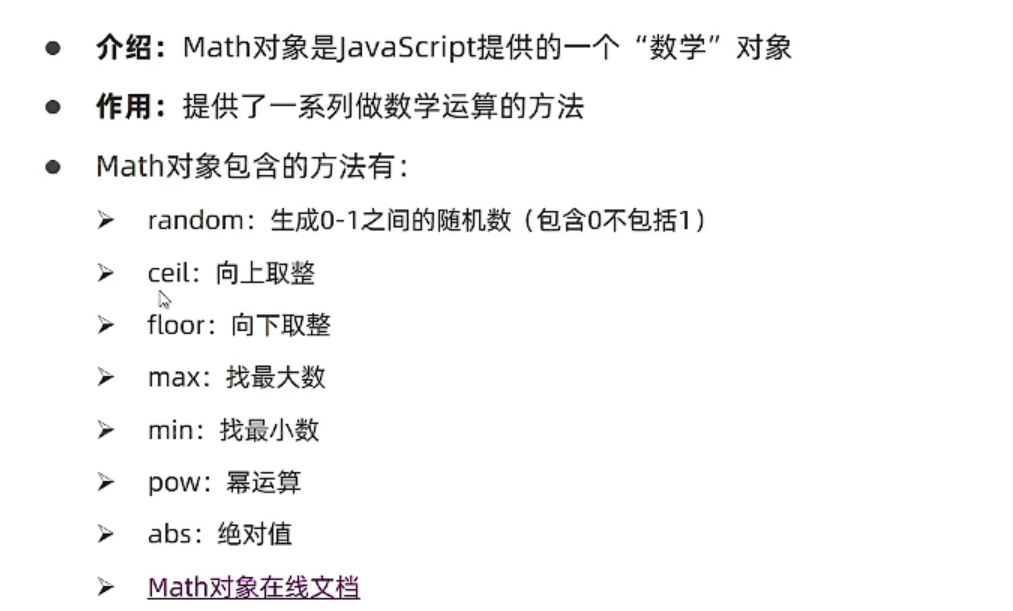 介绍：Math对象是JavaScript提供的一个“数学”对象
作用：提供了一系列做数学运算的方法
Math对象包含的方法有：
random：生成0-1之间的随机数（包含0不包括1）
ceil：向上取整
floor：向下取整
max：找最大数
min：找最小数
pow：幂运算
abs：绝对值
Math对象在线文档